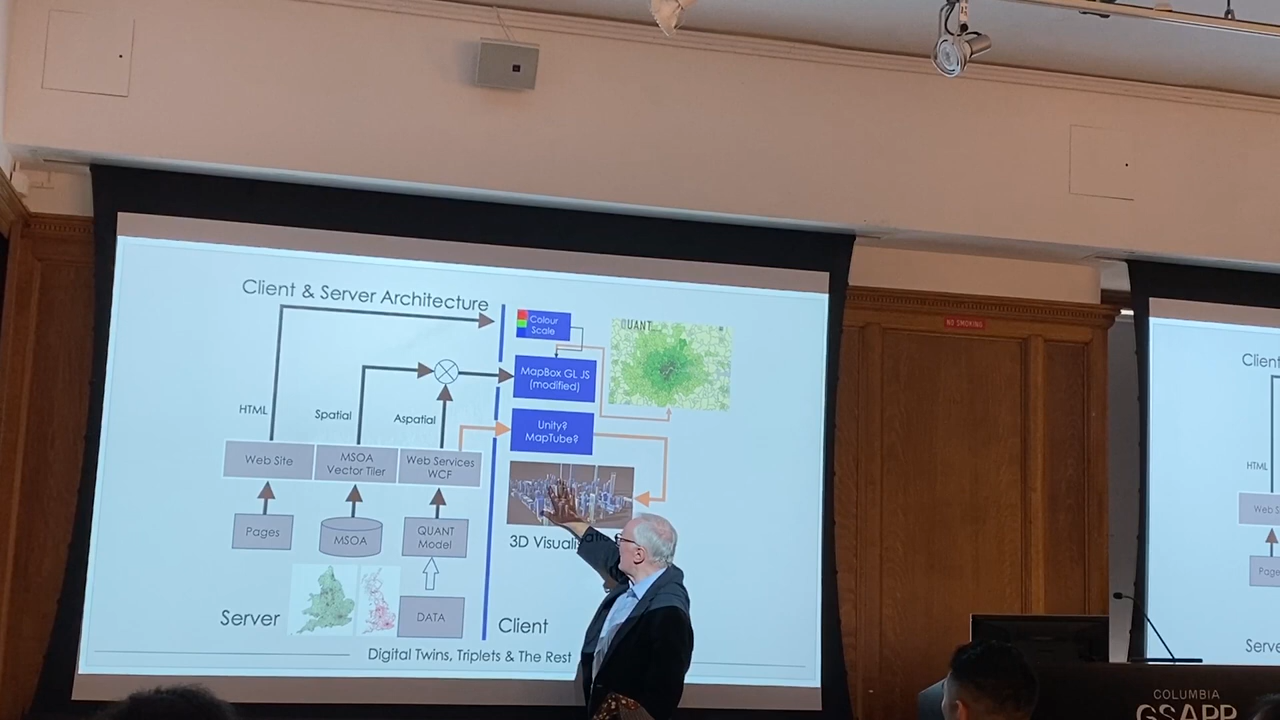 NO SMOKING
Client & Server Architecture
Colour
Scale
QUANT
MapBox GL JS
(modified)
HTML
Spatial
Aspatial
Unity?
MapTube?
Web Site
MSOA
Vector Tiler
Web Services
WCF
Pages
MSOA
QUANT
Model
3D Visualis
DATA
Server
Client
Digital Twins, Triplets & The Rest
Client
HTML
Web S
Page
Serve
COLUMBIA
GSAPP